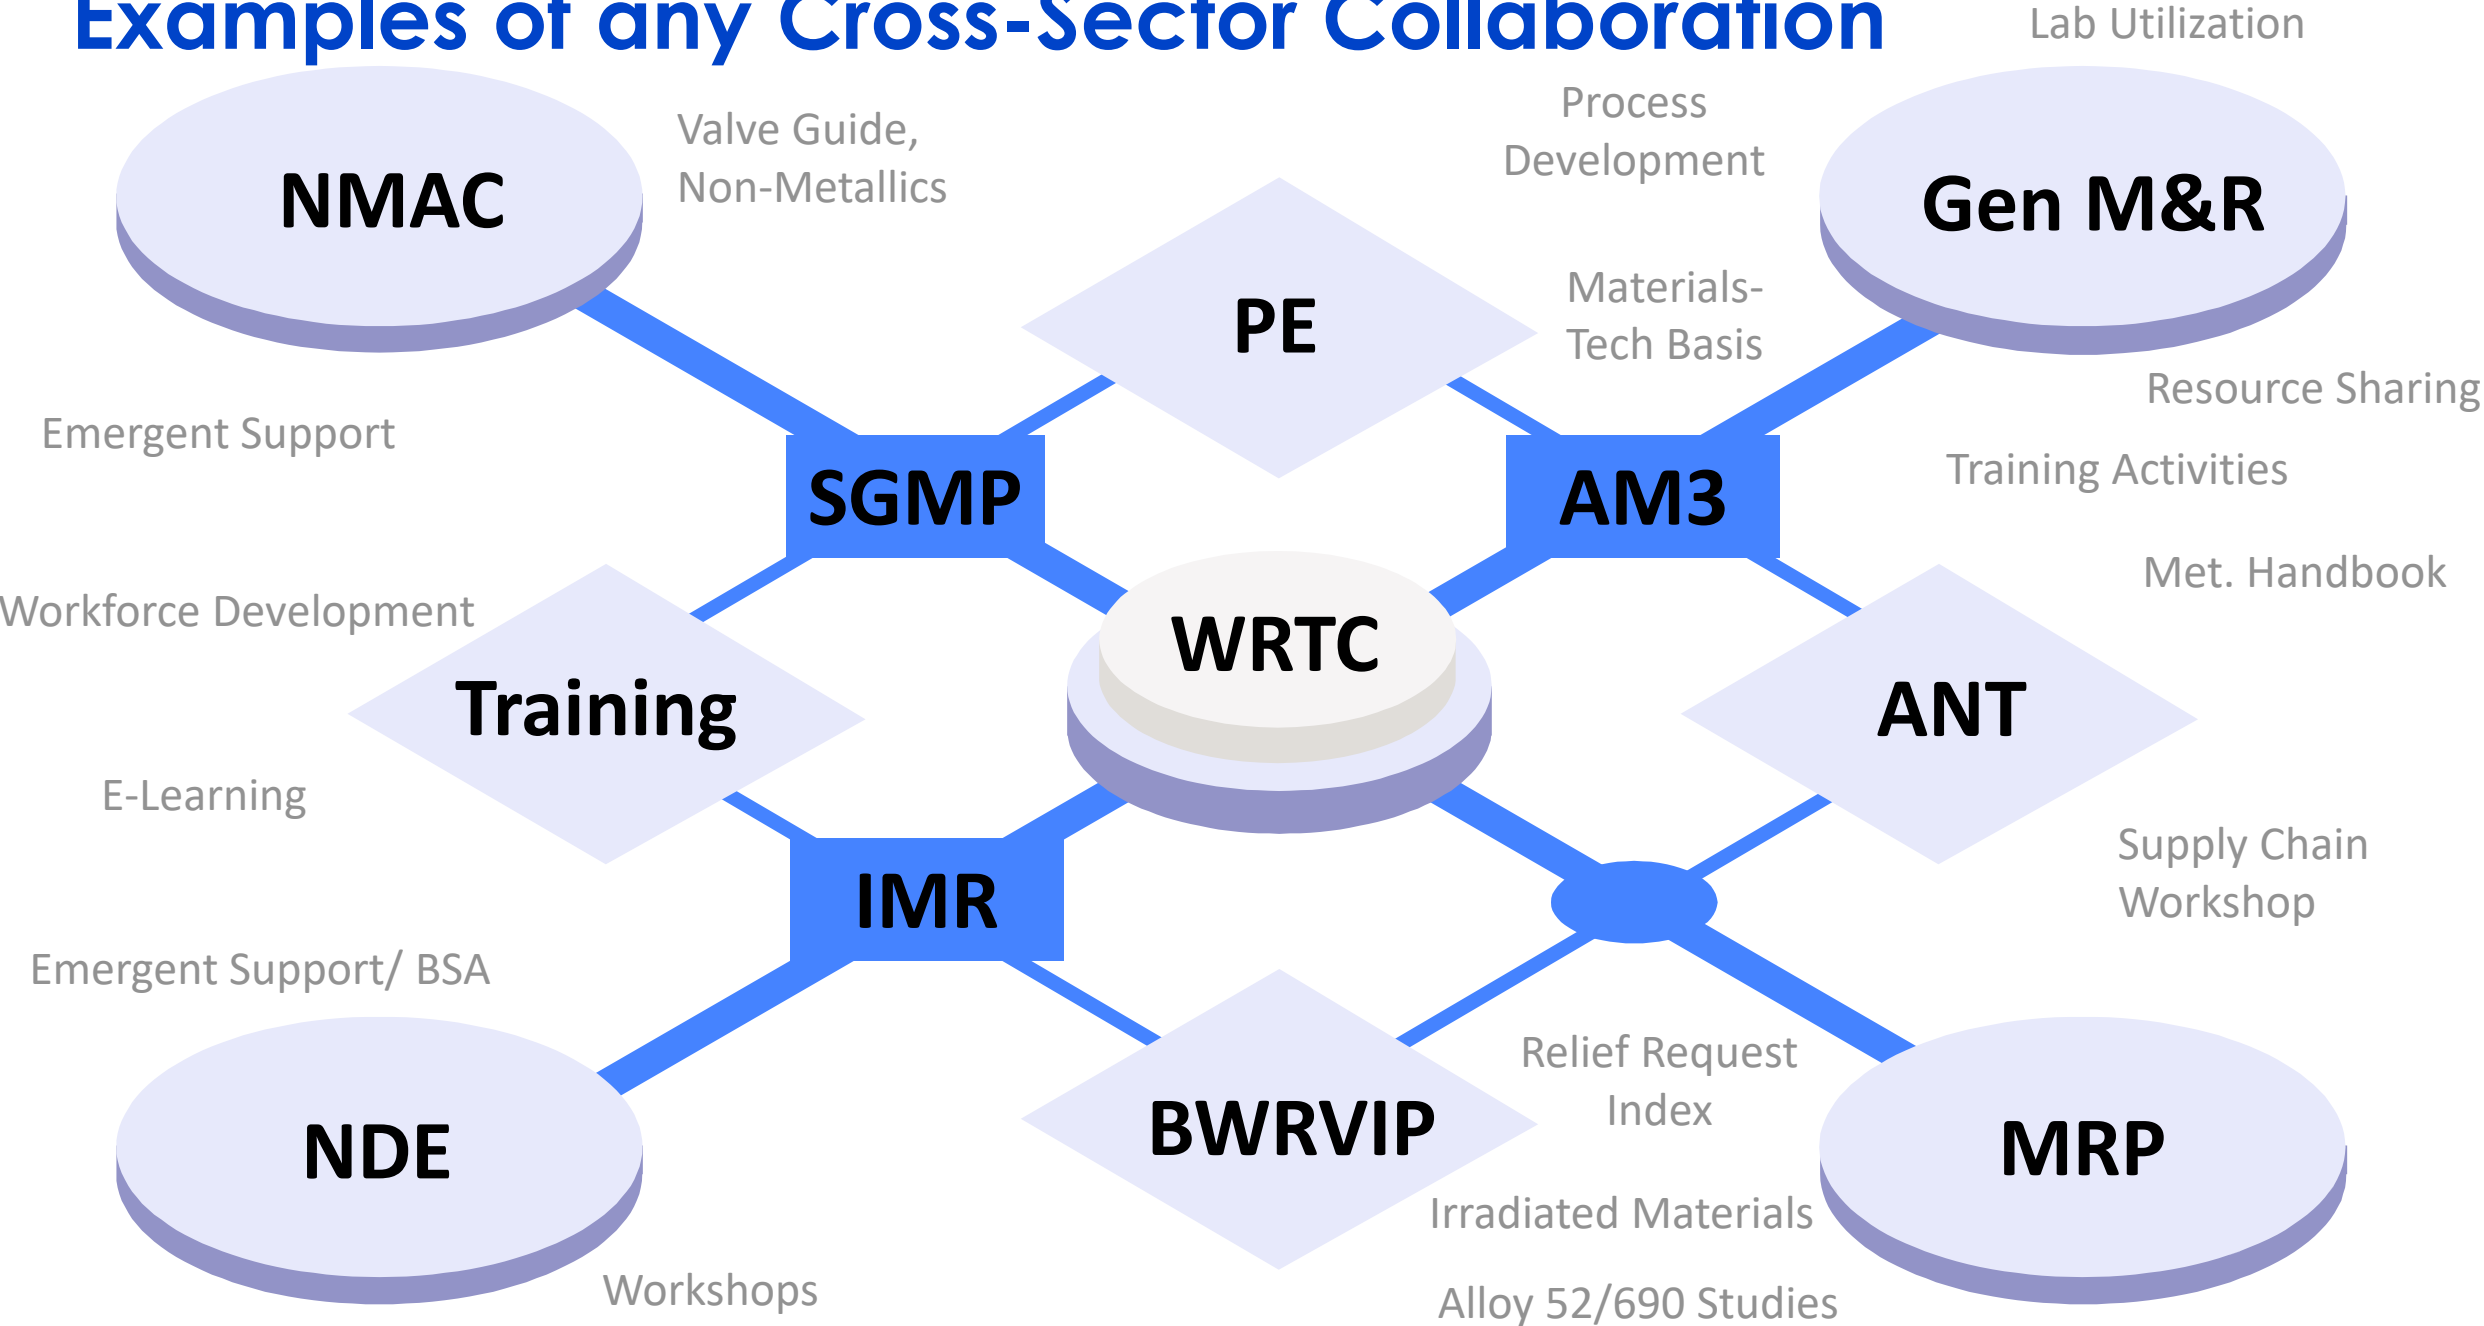 Examples of any Cross-Sector Collaboration
Lab Utilization
NMAC
Valve Guide,
Non-Metallics
Process
Development
Gen M&R
PE
Materials-
Tech Basis
Resource Sharing
Emergent Support
SGMP
AM3
Training Activities
Met. Handbook
Workforce Development
WRTC
Training
ANT
E-Learning
Supply Chain
Workshop
IMR
Emergent Support/ BSA
Relief Request
Index
NDE
BWRVIP
MRP
Irradiated Materials
Workshops
Alloy 52/690 Studies